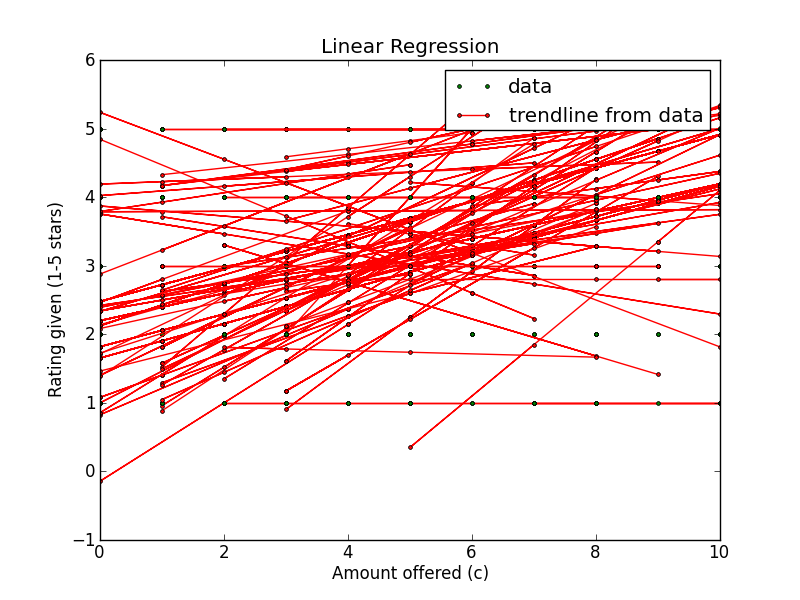 Linear Regression
data
trendline from data
6
5
4
3
2
1
0
−1
Rating given (1-5 stars)
0 2 4 6 8 10
Amount offered (c)